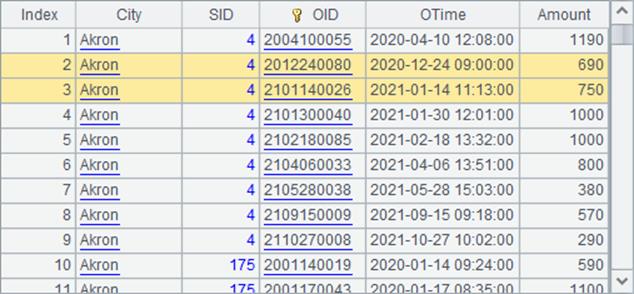 Index City SID OID OTime Amount
1 Akron 4 2004100055 2020-04-10 12:08:00 1190
2 Akron 4 2012240080 2020-12-24 09:00:00 690
3 Akron 4 2101140026 2021-01-14 11:13:00 750
4 Akron 4 2101300040 2021-01-30 12:01:00 1000
5 Akron 4 2102180085 2021-02-18 13:32:00 1000
6 Akron 4 2104060033 2021-04-06 13:51:00 800
7 Akron 4 2105280038 2021-05-28 15:03:00 380
8 Akron 4 2109150009 2021-09-15 09:18:00 570
9 Akron 4 2110270008 2021-10-27 10:02:00 290
10 Akron 175 2001140019 2020-01-14 09:24:00 590
11 Akron 175 2001170043 2020-01-17 08:35:00 1100